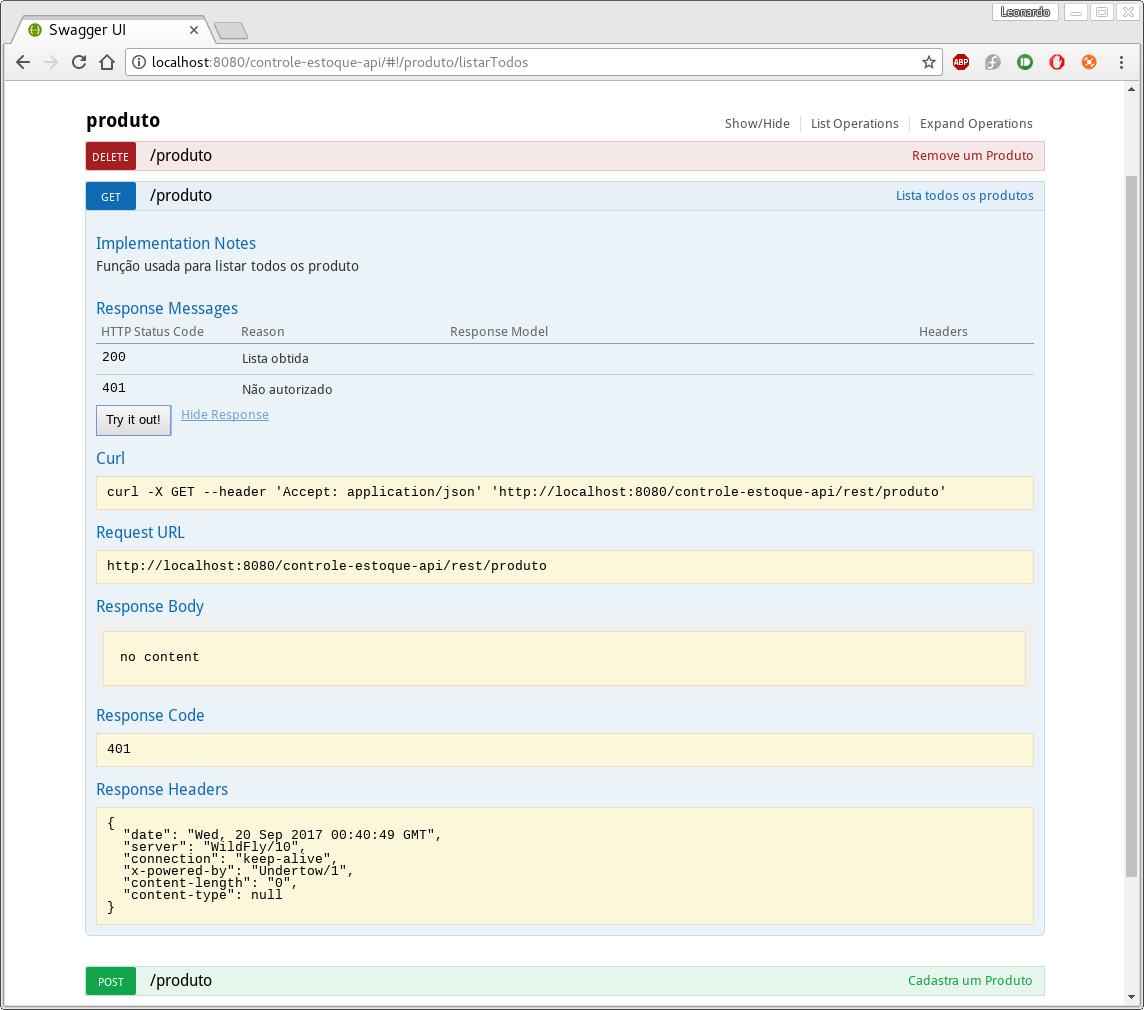 Leonardo
Swagger UI
localhost:8080/controle-estoque-api/#!/produto/listarTodos
ABP
produto
Show/Hide List Operations Expand Operations
DELETE /produto Remove um Produto
GET /produto Lista todos os produtos
Implementation Notes
Função usada para listar todos os produto
Response Messages
HTTP Status Code Reason Response Model Headers
200 Lista obtida
401 Não autorizado
Try it out! Hide Response
Curl
curl -X GET --header 'Accept: application/json' 'http://localhost:8080/controle-estoque-api/rest/produto'
Request URL
http://localhost:8080/controle-estoque-api/rest/produto
Response Body
no content
Response Code
401
Response Headers
{
  "date": "Wed, 20 Sep 2017 00:40:49 GMT",
  "server": "WildFly/10",
  "connection": "keep-alive",
  "x-powered-by": "Undertow/1",
  "content-length": "0",
  "content-type": null
}
POST /produto Cadastra um Produto